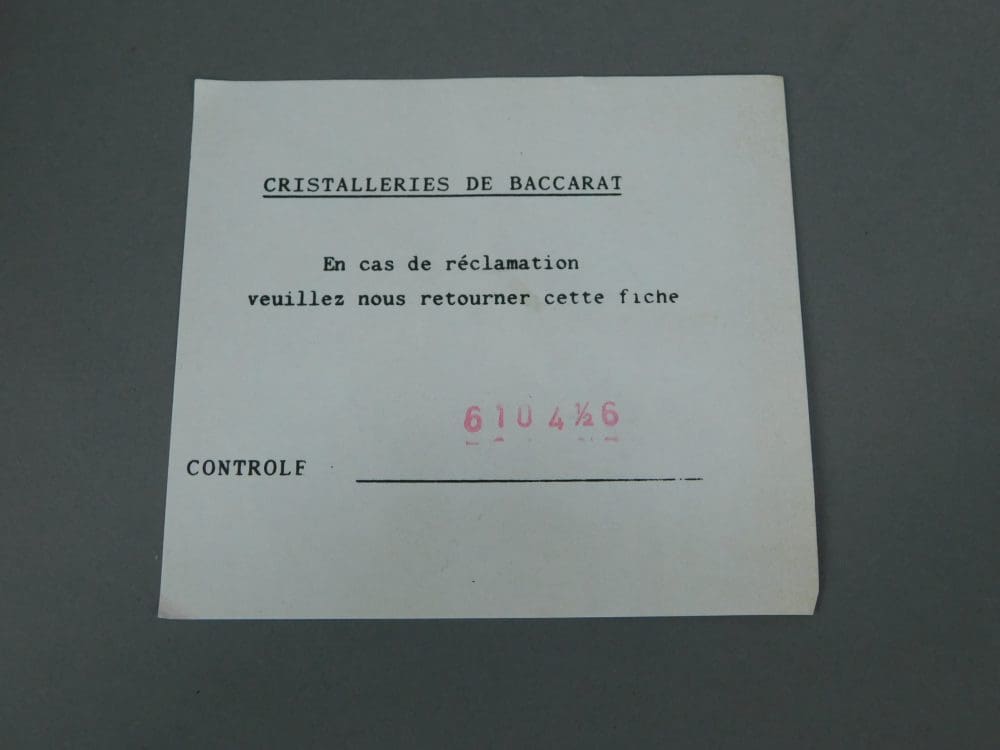 CRISTALLERIES DE BACCARAT
En cas de réclamation
veuillez nous retourner cette fiche
6104½6
CONTROLE